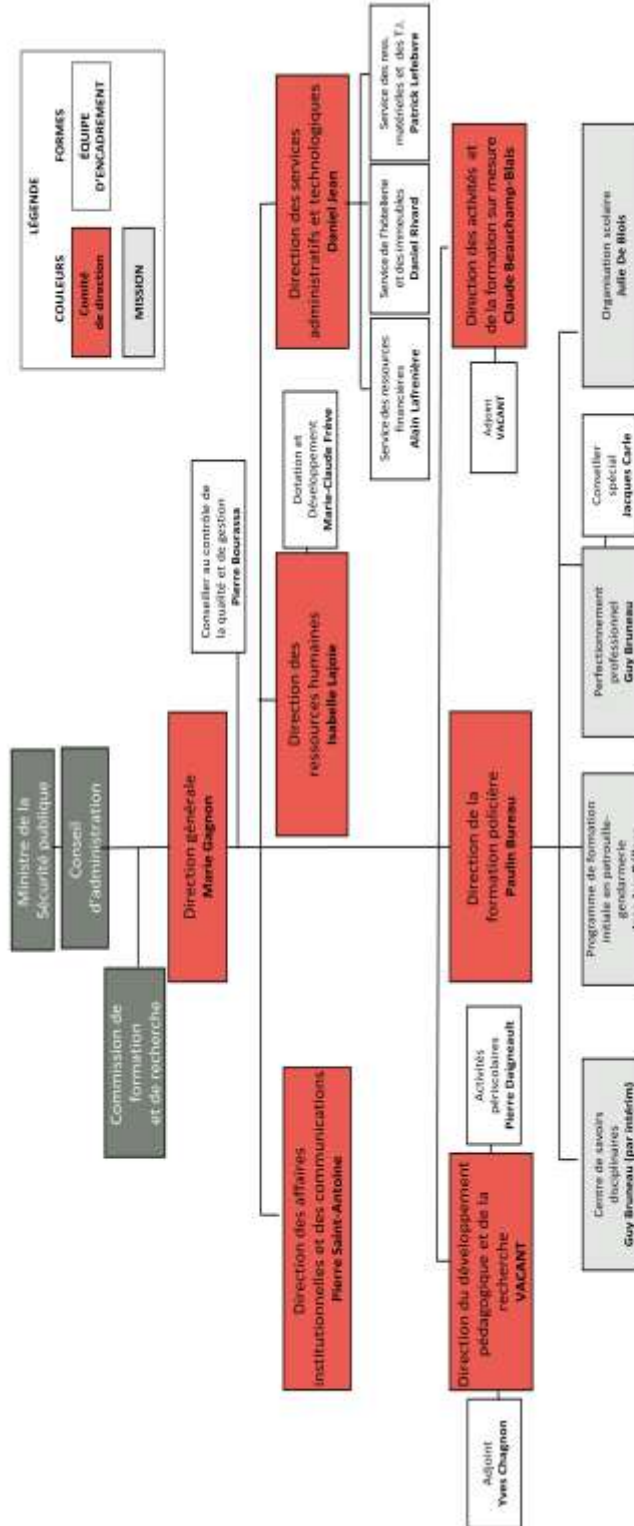 LÉGENDE
COULEURS
FORMES
Comité
de direction
ÉQUIPE
D'ENCADREMENT
MISSION
Ministre de la
Sécurité publique
Conseil
d'administration
Commission de
formation
et de recherche
Direction générale
Marie Gagnon
Conseiller au contrôle de
la qualité et de gestion
Pierre Bourassa
Direction des affaires
institutionnelles et des communications
Pierre Saint-Antoine
Direction des
ressources humaines
Isabelle Lajoie
Dotation et
Développement
Marie-Claude Frève
Direction des services
administratifs et technologiques
Daniel Jean
Service des ressources
financières
Alain Lafrenière
Service de l'hôtellerie
et des immeubles
Daniel Rivard
Service des ress.
matérielles et des T.I.
Patrick Lefebvre
Adjoint
Yves Chagnon
Direction du développement
pédagogique et de la
recherche
VACANT
Activités
périscolaires
Pierre Daigneault
Direction de la
formation policière
Paulin Bureau
Adjoint
VACANT
Direction des activités et
de la formation sur mesure
Claude Beauchamp-Blais
Centre de savoirs
disciplinaires
Guy Bruneau (par intérim)
Programme de formation
initiale en patrouille-
gendarmerie
Perfectionnement
professionnel
Guy Bruneau
Conseiller
spécial
Jacques Carle
Organisation scolaire
Julie De Blois